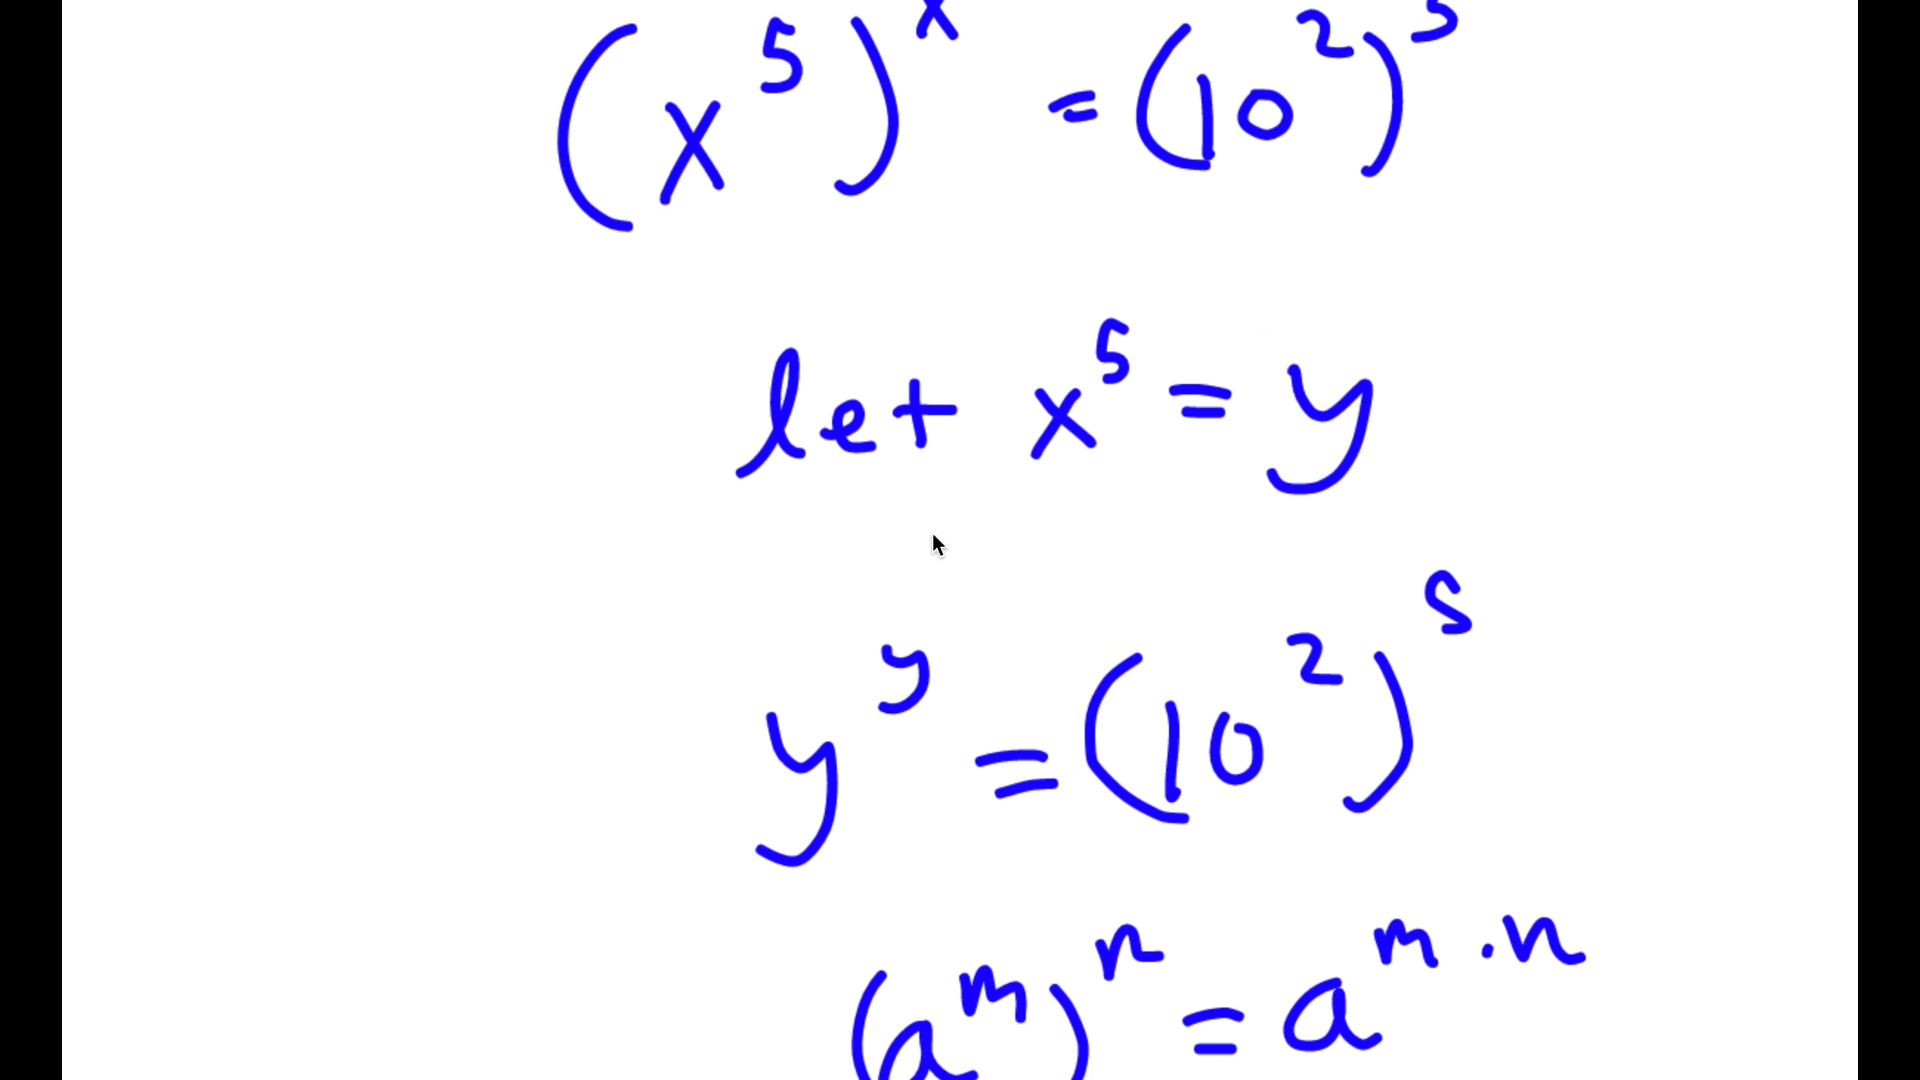 (x^5)^x = (10^2)^5
let x^5 = y
y^y = (10^2)^5
(a^m)^n = a^m·n